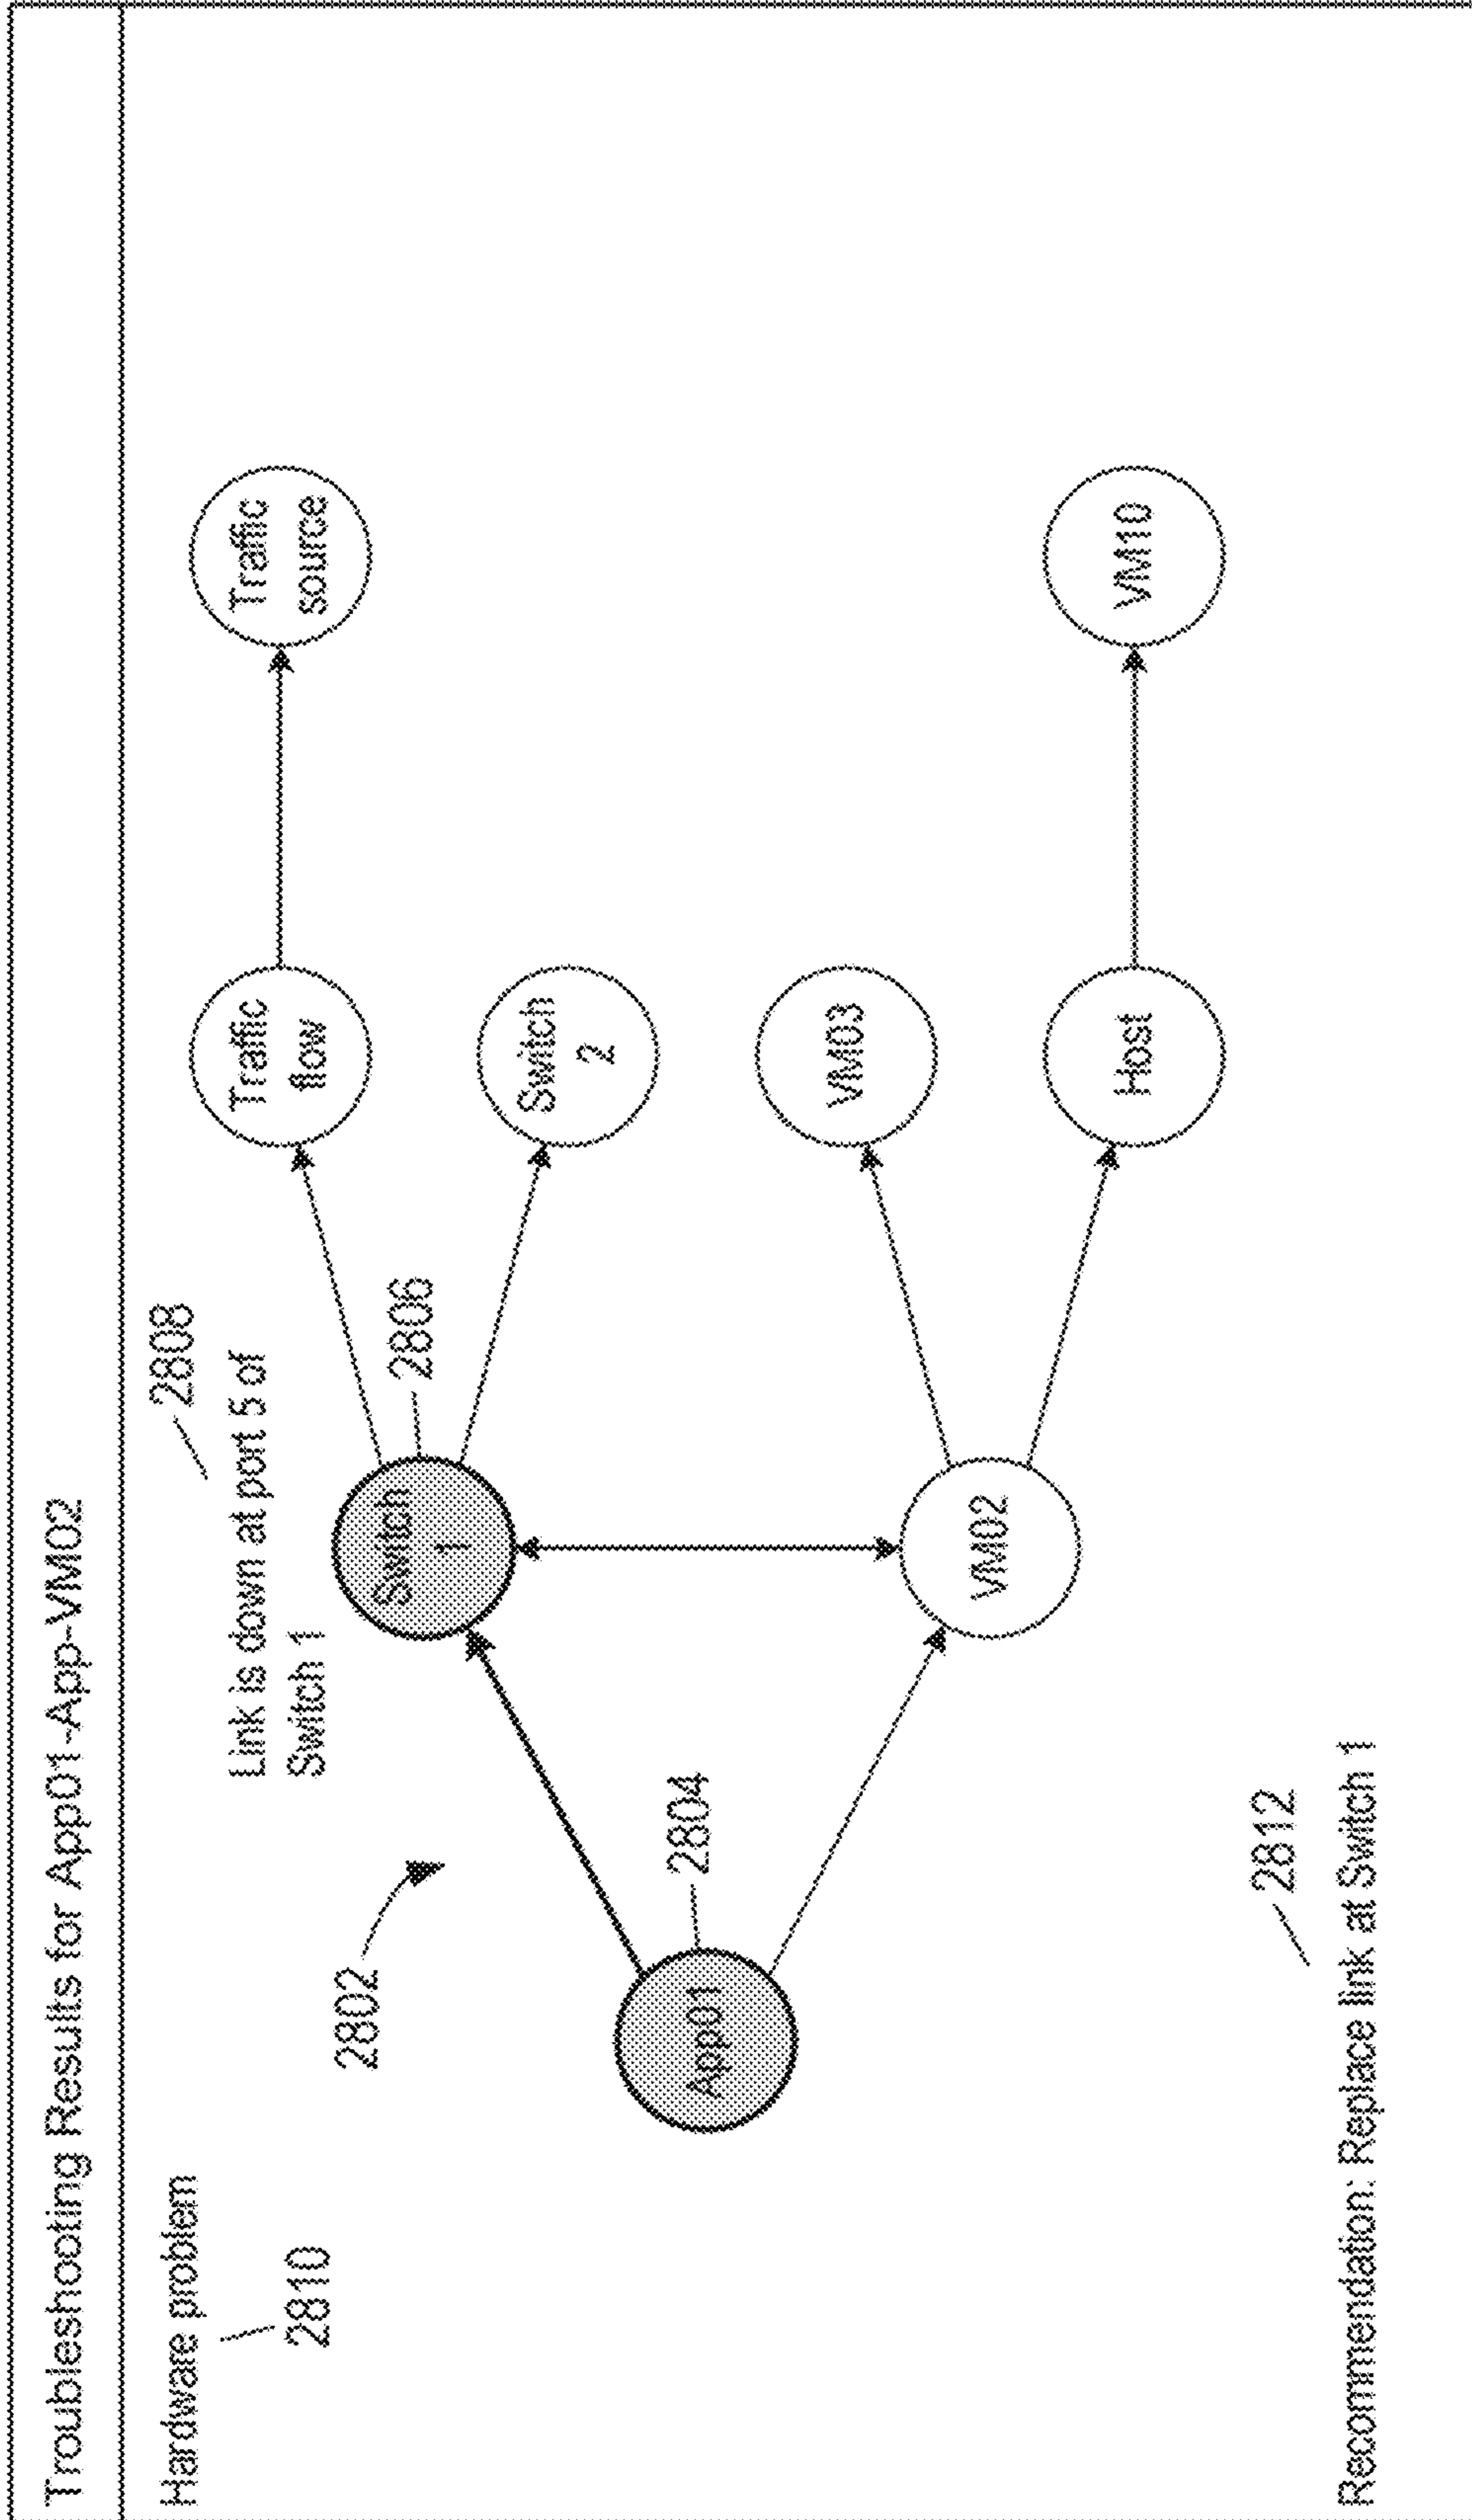 Troubleshooting Results for App01-App-VM02
Hardware problem
2810
2808
Link is down at port 5 of
Switch 1
2802
2806
Switch
1
Traffic
flow
Traffic
source
Switch
2
2804
App01
VM03
VM02
Host
VM10
2812
Recommendation: Replace link at Switch 1